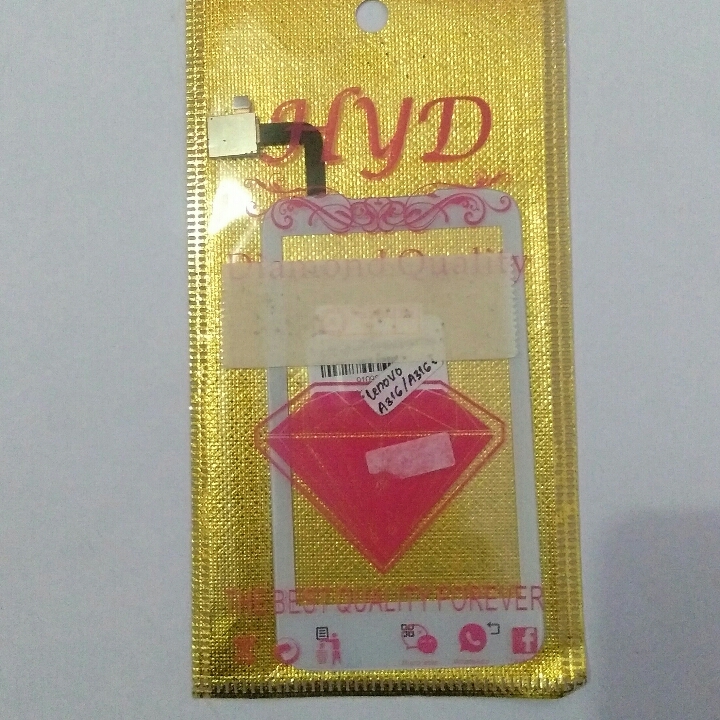 HYD
Diamond Quality
Lenovo
A316/A316i
THE BEST QUALITY FOREVER